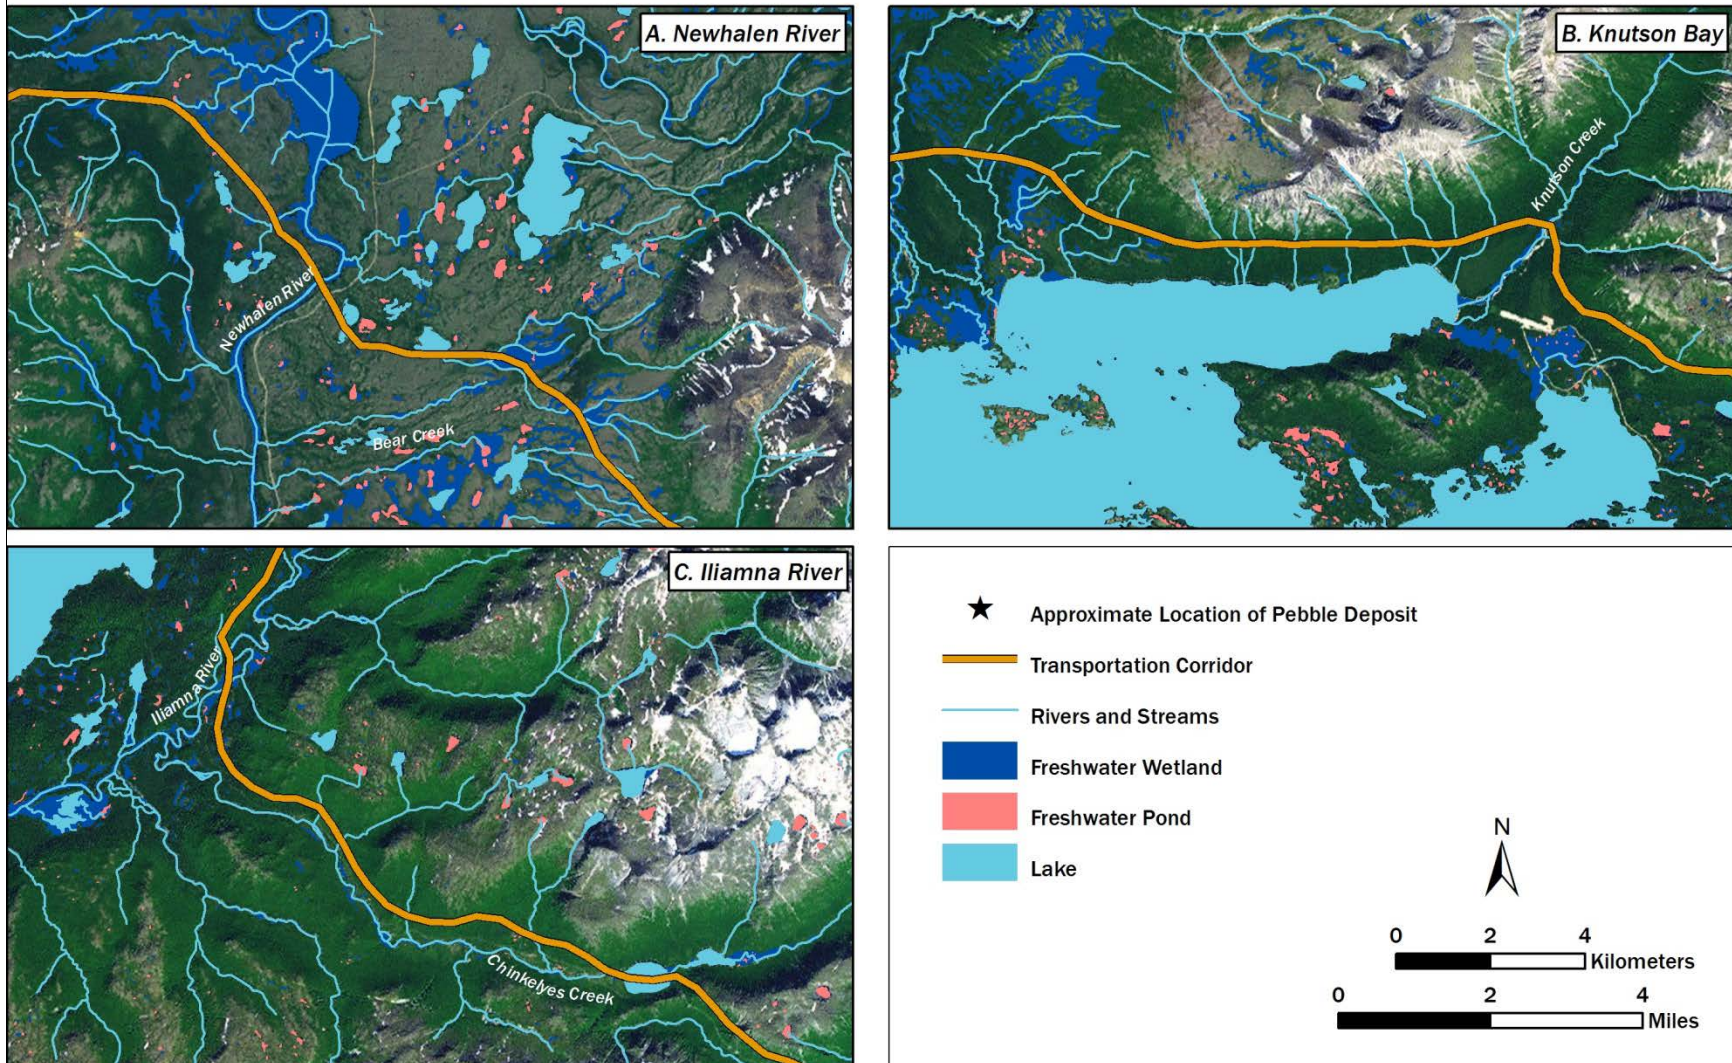 A. Newhalen River
Newhalen River
Bear Creek
B. Knutson Bay
Knutson Creek
C. Iliamna River
Iliamna River
Chinkelyes Creek
Approximate Location of Pebble Deposit
Transportation Corridor
Rivers and Streams
Freshwater Wetland
Freshwater Pond
Lake
N
0 2 4
Kilometers
0 2 4
Miles